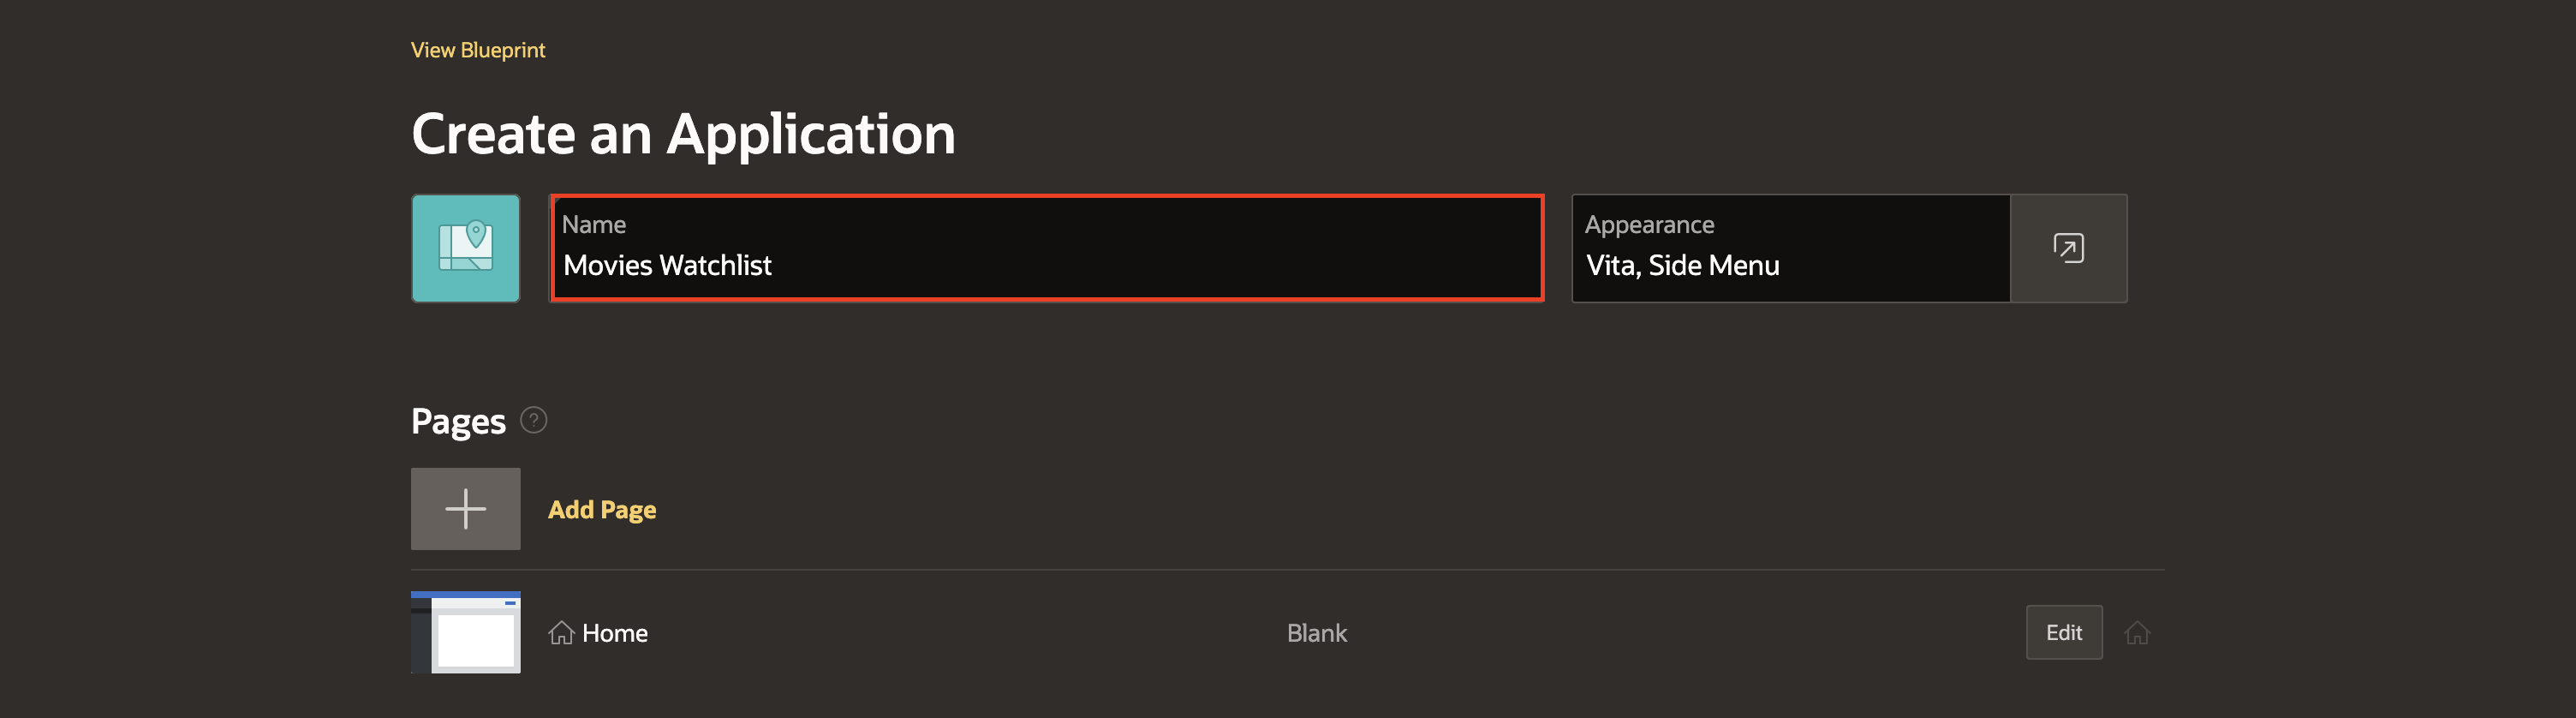 View Blueprint
Create an Application
Name
Movies Watchlist
Appearance
Vita, Side Menu
Pages ?
Add Page
Home Blank Edit